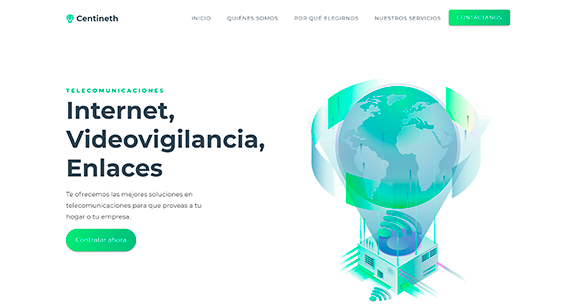 Centineth
INICIO
QUIÉNES SOMOS
POR QUÉ ELEGIRNOS
NUESTROS SERVICIOS
CONTÁCTANOS
TELECOMUNICACIONES
Internet,
Videovigilancia,
Enlaces
Te ofrecemos las mejores soluciones en
telecomunicaciones para que proveas a tu
hogar o tu empresa.
Contratar ahora